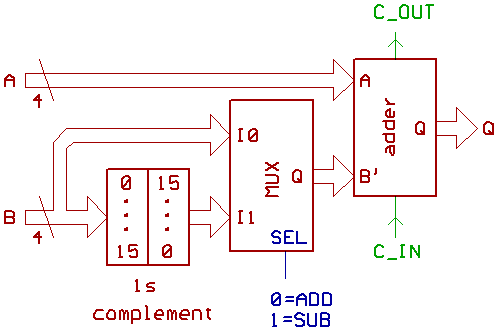 C_OUT
A
4
A
adder
Q
Q
I0
MUX
Q
B'
B
4
0 15
15 0
I1
SEL
C_IN
1s
complement
0=ADD
1=SUB